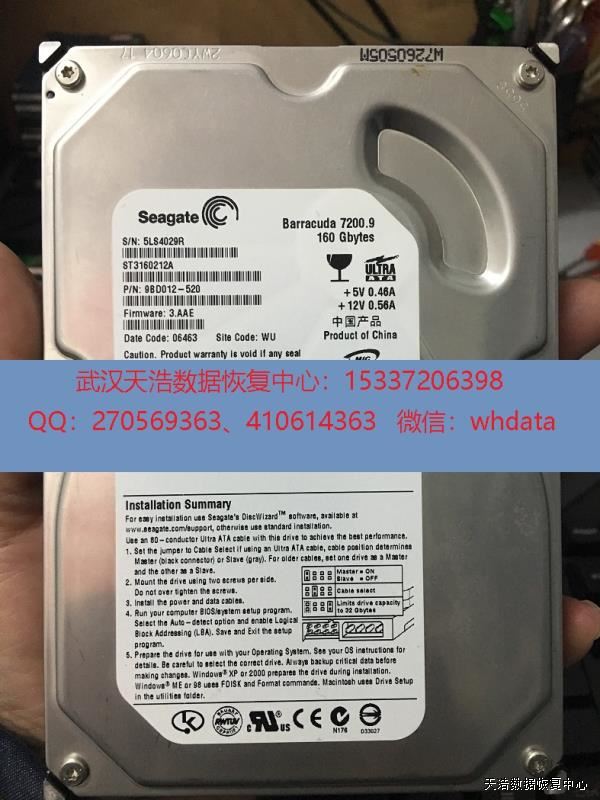 2WYC0604 17
W7260505M
Seagate
Barracuda 7200.9
160 Gbytes
S/N: 5LS4029R
ST3160212A
P/N: 9BD012-520
Firmware: 3.AAE
Date Code: 06463 Site Code: WU
ULTRA
ATA
+5V 0.46A
+12V 0.56A
中国产品
Product of China
Caution. Product warranty is void if any seal
武汉天浩数据恢复中心：15337206398
QQ：270569363、410614363 微信：whdata
Installation Summary
For easy installation use Seagate's DiscWizard™ software, available at
www.seagate.com/support, otherwise use standard installation.
Use an 80-conductor Ultra ATA cable with this drive to achieve the best performance.
1. Set the jumper to Cable Select if using an Ultra ATA cable, cable position determines
Master (black connector) or Slave (gray). For older cables, set one drive as a Master
and the other as a Slave.
2. Mount the drive using two screws per side.
Do not over tighten the screws.
3. Install the power and data cables.
4. Run your computer BIOS/system setup program.
Select the Auto-detect option and enable Logical
Block Addressing (LBA). Save and Exit the setup
program.
Master = ON
Slave = OFF
Cable select
Limits drive capacity
to 32 Gbytes
5. Prepare the drive for use with your Operating System. See your OS instructions for
details. Be careful to select the correct drive. Always backup critical data before
making changes. Windows® XP or 2000 prepares the drive during installation.
Windows® ME or 98 uses FDISK and Format commands. Macintosh uses Drive Setup
in the utilities folder.
RWTUV
c US
CE
N176
D33027
天浩数据恢复中心